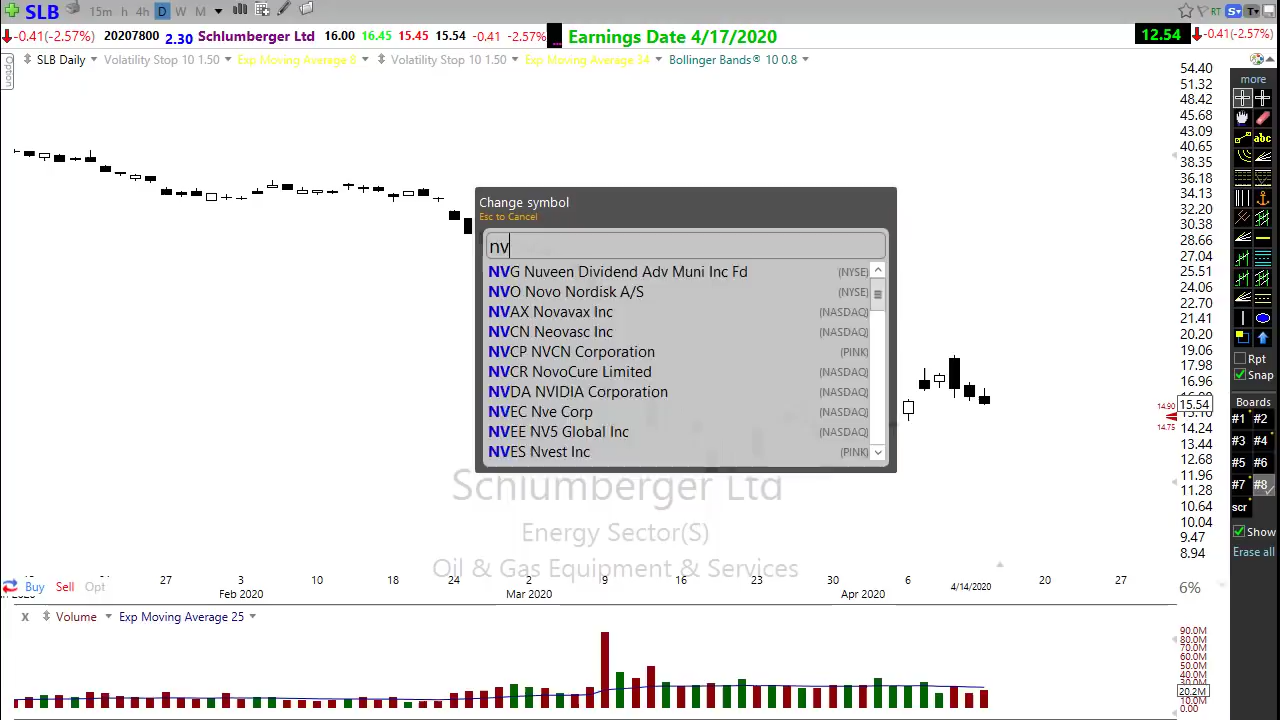 SLB 15m h 4h D W M RT S T
-0.41(-2.57%) 20207800 2.30 Schlumberger Ltd 16.00 16.45 15.45 15.54 -0.41 -2.57% Earnings Date 4/17/2020 12.54 -0.41(-2.57%)
Option
SLB Daily Volatility Stop 10 1.50 Exp Moving Average 8 Volatility Stop 10 1.50 Exp Moving Average 34 Bollinger Bands® 10 0.8
54.40
51.32
48.42
45.68
43.09
40.65
38.35
36.18
34.13
32.20
30.38
28.66
27.04
25.51
24.06
22.70
21.41
20.20
19.06
17.98
16.96
15.54
14.24
13.44
12.68
11.96
11.28
10.64
10.04
9.47
8.94
14.90
14.75
Change symbol
Esc to Cancel
nv
NVG Nuveen Dividend Adv Muni Inc Fd (NYSE)
NVO Novo Nordisk A/S (NYSE)
NVAX Novavax Inc (NASDAQ)
NVCN Neovasc Inc (NASDAQ)
NVCP NVCN Corporation (PINK)
NVCR NovoCure Limited (NASDAQ)
NVDA NVIDIA Corporation (NASDAQ)
NVEC Nve Corp (NASDAQ)
NVEE NV5 Global Inc (NASDAQ)
NVES Nvest Inc (PINK)
Schlumberger Ltd
Energy Sector(S)
Oil & Gas Equipment & Services
27 3 10 18 24 2 9 16 23 30 6 4/14/2020 20 27
Feb 2020 Mar 2020 Apr 2020
Buy Sell Opt
6%
x Volume Exp Moving Average 25
90.0M
80.0M
70.0M
60.0M
50.0M
40.0M
20.2M
10.0M
0.00
more
abc
Rpt
Snap
Boards
#1 #2
#3 #4
#5 #6
#7 #8
scr
Show
Erase all